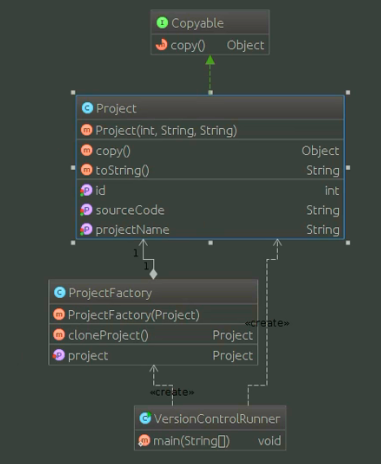 Copyable
copy() Object
Project
Project(int, String, String)
copy() Object
toString() String
id int
sourceCode String
projectName String
1
1
ProjectFactory
ProjectFactory(Project)
cloneProject() Project
project Project
«create»
«create»
VersionControlRunner
main(String[]) void